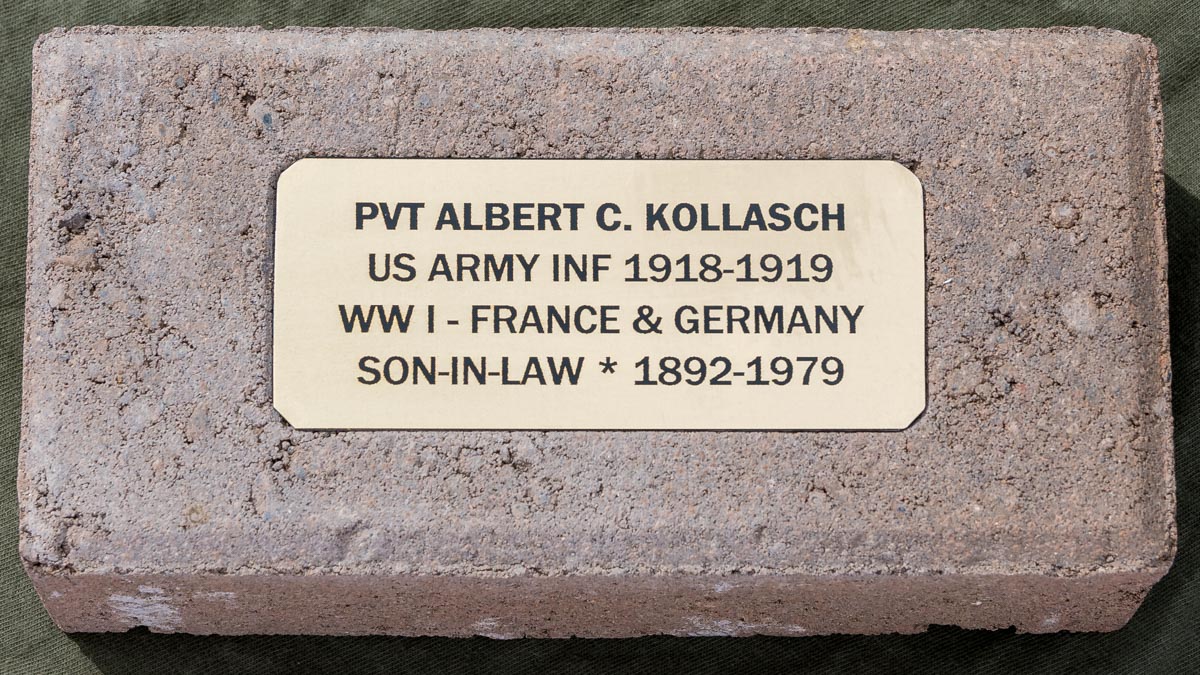 PVT ALBERT C. KOLLASCH
US ARMY INF 1918-1919
WW I - FRANCE & GERMANY
SON-IN-LAW * 1892-1979